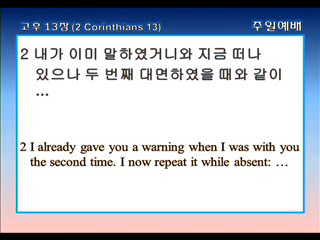 고후 13장 (2 Corinthians 13)
주일예배
2 내가 이미 말하였거니와 지금 떠나
있으나 두 번째 대면하였을 때와 같이
...
2 I already gave you a warning when I was with you
the second time. I now repeat it while absent: ...